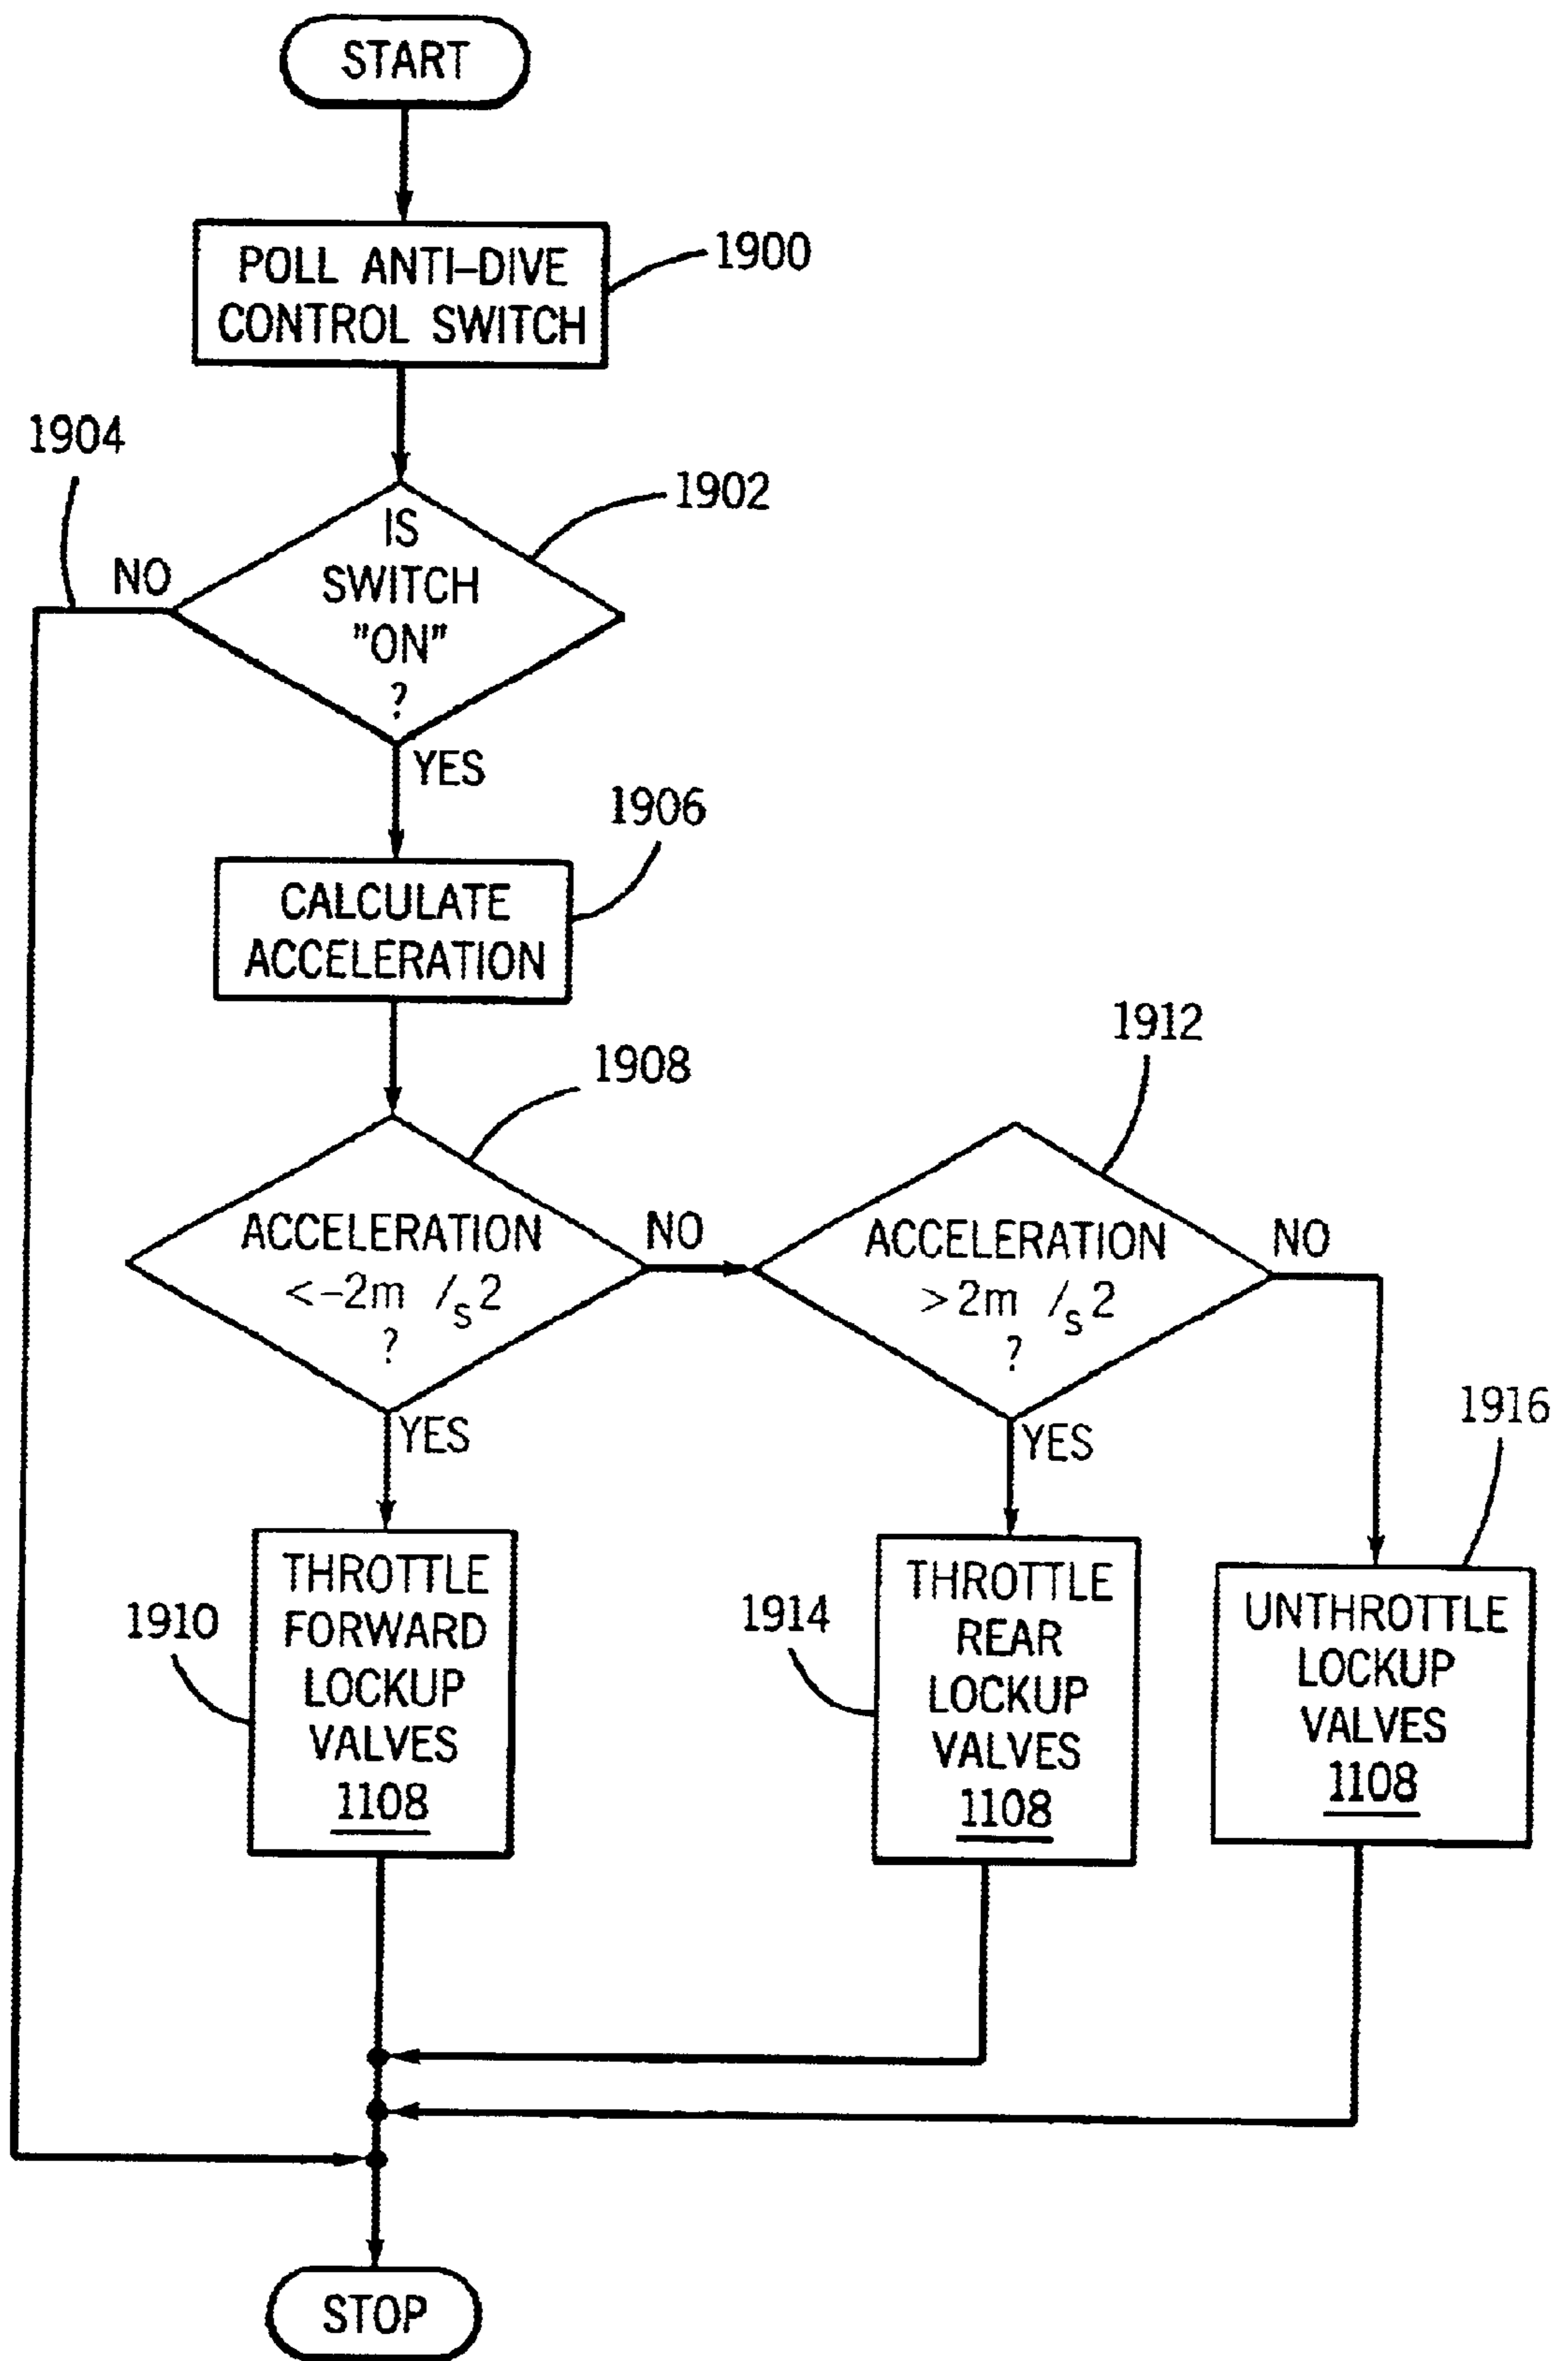 START
POLL ANTI-DIVE
CONTROL SWITCH
1900
1904
1902
NO
IS
SWITCH
"ON"
?
YES
1906
CALCULATE
ACCELERATION
1908
1912
ACCELERATION
<-2m /s2
?
NO
ACCELERATION
>2m /s2
?
NO
YES
YES
1916
1910
THROTTLE
FORWARD
LOCKUP
VALVES
1108
1914
THROTTLE
REAR
LOCKUP
VALVES
1108
UNTHROTTLE
LOCKUP
VALVES
1108
STOP